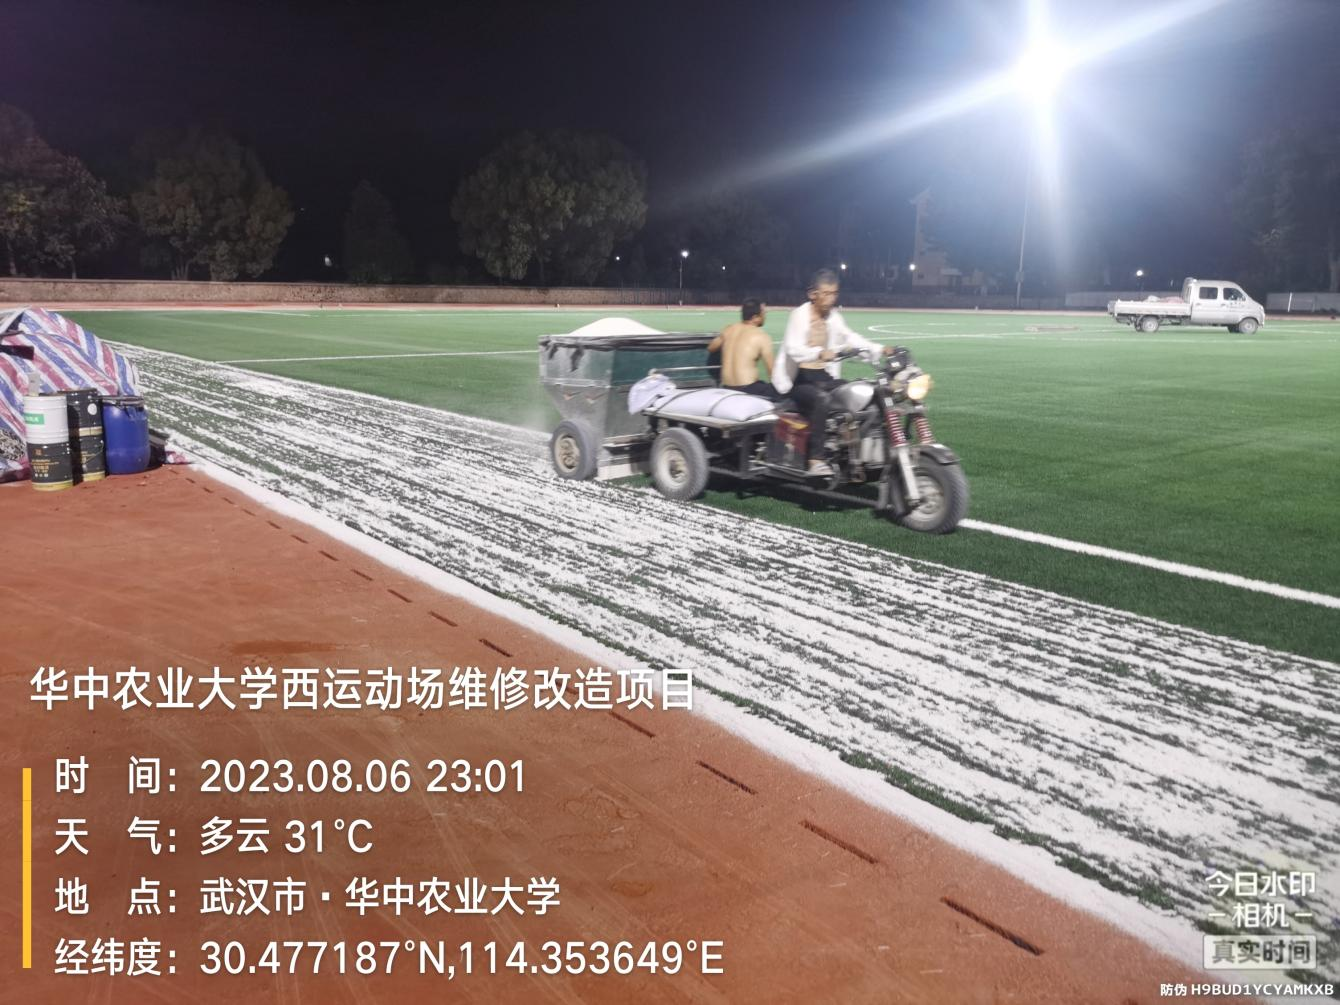 华中农业大学西运动场维修改造项目
时 间：2023.08.06 23:01
天 气：多云 31°C
地 点：武汉市·华中农业大学
经纬度：30.477187°N,114.353649°E
今日水印
相机
真实时间
防伪 H9BUD1YCYAMKXB